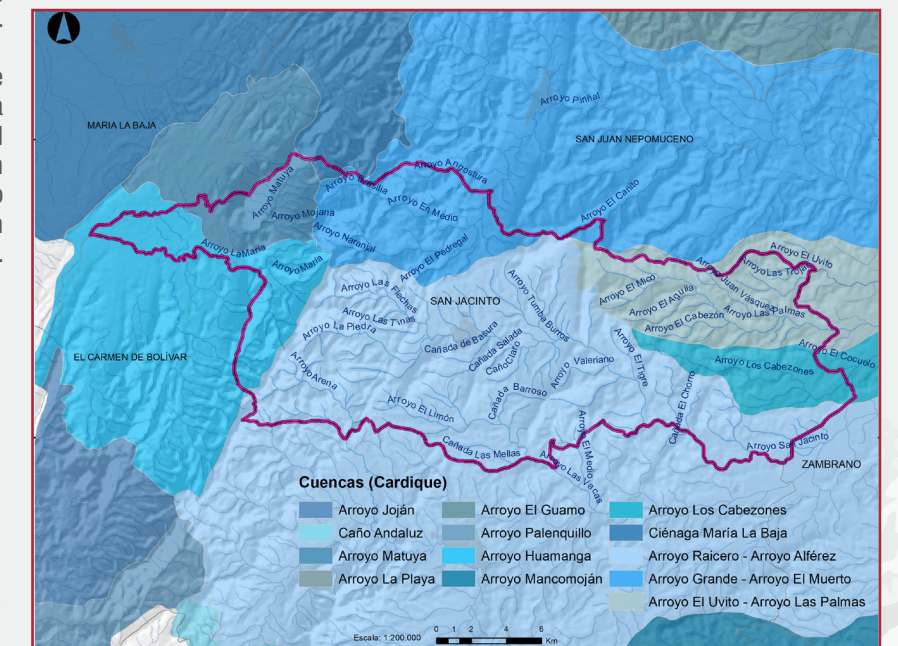 MARIA LA BAJA
Arroyo Pinhal
SAN JUAN NEPOMUCENO
Arroyo Angostura
Arroyo Matuya
Arroyo En Medio
Arroyo El Cañito
Arroyo Mojana
Arroyo Naranjal
Arroyo El Pedregal
Arroyo La Maria
Arroyo María
Arroyo El Uvito
Arroyo Las Trojas
Arroyo Juan Vásquez
Arroyo El Mico
Arroyo El Aguila
Arroyo Las Palmas
Arroyo El Cabezón
Arroyo Las Flechas
SAN JACINTO
Arroyo Tumba Burros
Arroyo Las Tinas
Arroyo La Piedra
Cañada de Basura
Cañada Salada
Caño Claro
Arroyo Valeriano
Arroyo El Tigre
Arroyo El Cocuelo
Arroyo Los Cabezones
EL CARMEN DE BOLÍVAR
Arroyo Arena
Cañada Barroso
Cañada El Chorro
Arroyo El Limón
Arroyo El Medio
Cañada Las Mellas
Arroyo Las Vacas
Arroyo San Jacinto
ZAMBRANO
Cuencas (Cardique)
Arroyo Joján
Caño Andaluz
Arroyo Matuya
Arroyo La Playa
Arroyo El Guamo
Arroyo Palenquillo
Arroyo Huamanga
Arroyo Mancomoján
Arroyo Los Cabezones
Ciénaga María La Baja
Arroyo Raicero - Arroyo Alférez
Arroyo Grande - Arroyo El Muerto
Arroyo El Uvito - Arroyo Las Palmas
Escala: 1:200.000
0 1 2 4 6
Km